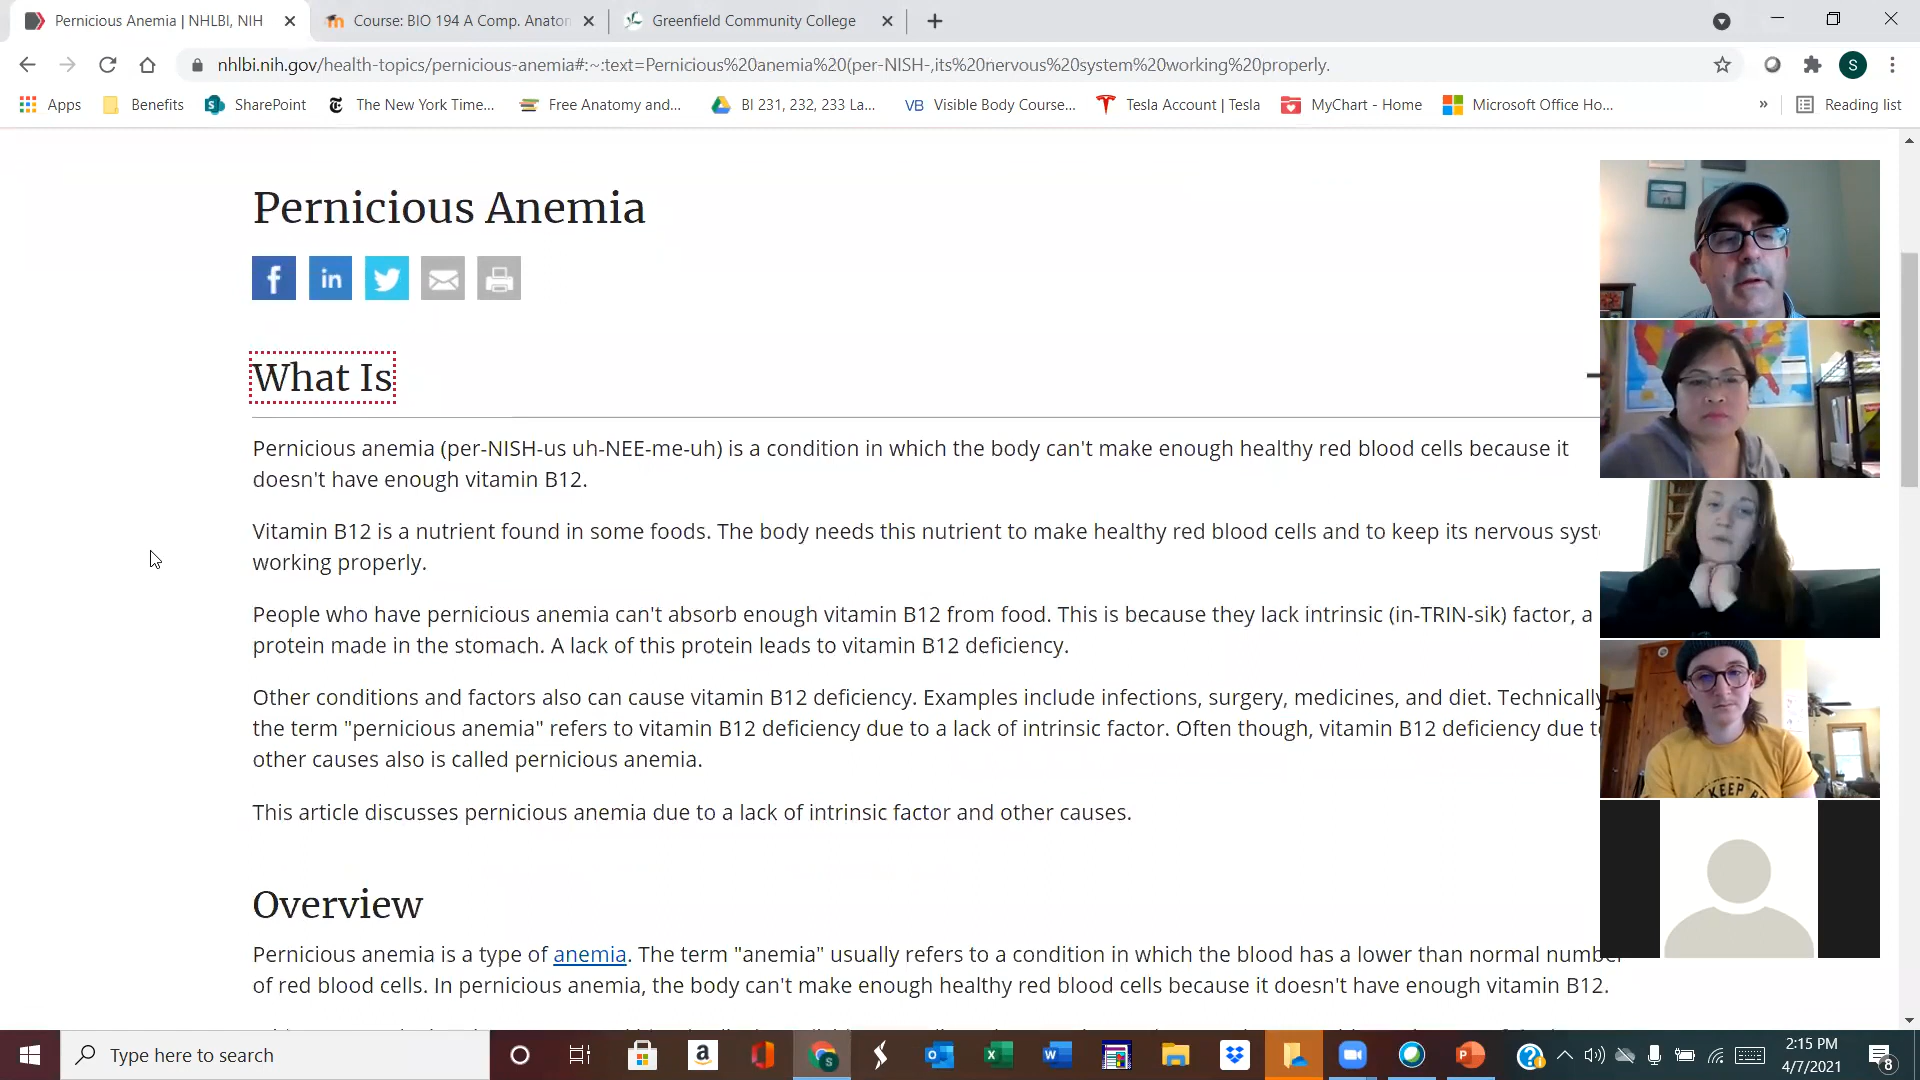 Pernicious Anemia | NHLBI, NIH
Course: BIO 194 A Comp. Anaton
Greenfield Community College
nhlbi.nih.gov/health-topics/pernicious-anemia#:~:text=Pernicious%20anemia%20(per-NISH-,its%20nervous%20system%20working%20properly.
S
Apps
Benefits
SharePoint
The New York Time...
Free Anatomy and...
BI 231, 232, 233 La...
VB
Visible Body Course...
Tesla Account | Tesla
MyChart - Home
Microsoft Office Ho...
»
Reading list
Pernicious Anemia
What Is
Pernicious anemia (per-NISH-us uh-NEE-me-uh) is a condition in which the body can't make enough healthy red blood cells because it
doesn't have enough vitamin B12.
Vitamin B12 is a nutrient found in some foods. The body needs this nutrient to make healthy red blood cells and to keep its nervous syst
working properly.
People who have pernicious anemia can't absorb enough vitamin B12 from food. This is because they lack intrinsic (in-TRIN-sik) factor, a
protein made in the stomach. A lack of this protein leads to vitamin B12 deficiency.
Other conditions and factors also can cause vitamin B12 deficiency. Examples include infections, surgery, medicines, and diet. Technically
the term "pernicious anemia" refers to vitamin B12 deficiency due to a lack of intrinsic factor. Often though, vitamin B12 deficiency due to
other causes also is called pernicious anemia.
This article discusses pernicious anemia due to a lack of intrinsic factor and other causes.
Overview
Pernicious anemia is a type of anemia. The term "anemia" usually refers to a condition in which the blood has a lower than normal number
of red blood cells. In pernicious anemia, the body can't make enough healthy red blood cells because it doesn't have enough vitamin B12.
KEEP
Type here to search
2:15 PM
4/7/2021
8